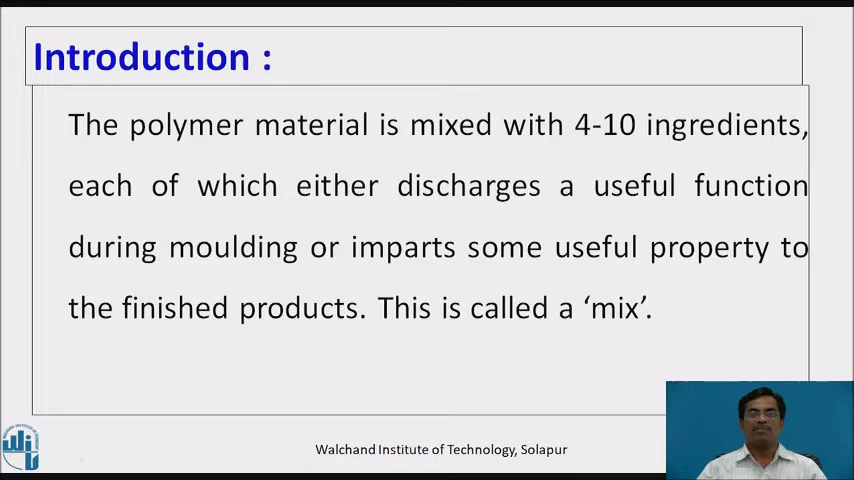 Introduction :
The polymer material is mixed with 4-10 ingredients,
each of which either discharges a useful function
during moulding or imparts some useful property to
the finished products. This is called a ‘mix’.
Walchand Institute of Technology, Solapur